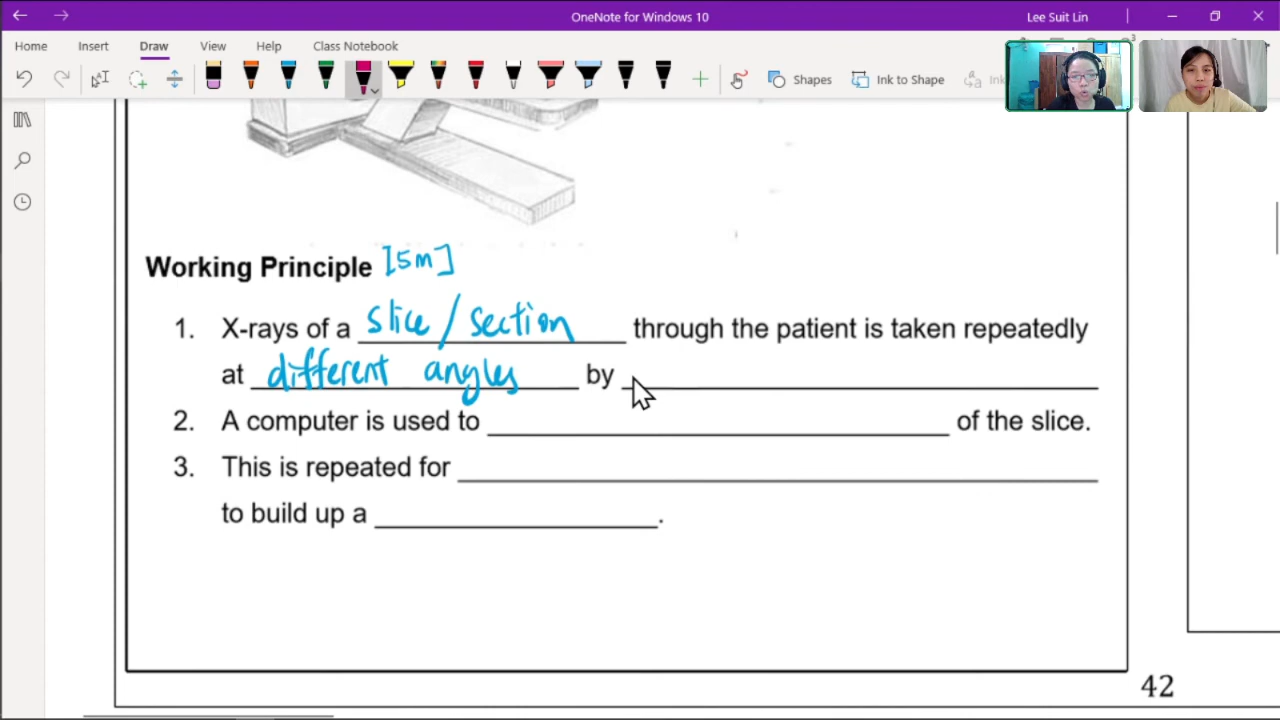 OneNote for Windows 10
Lee Suit Lin
Home Insert Draw View Help Class Notebook
Shapes Ink to Shape
Working Principle [5m]
1. X-rays of a slice / section through the patient is taken repeatedly
at different angles by
2. A computer is used to of the slice.
3. This is repeated for
to build up a .
42